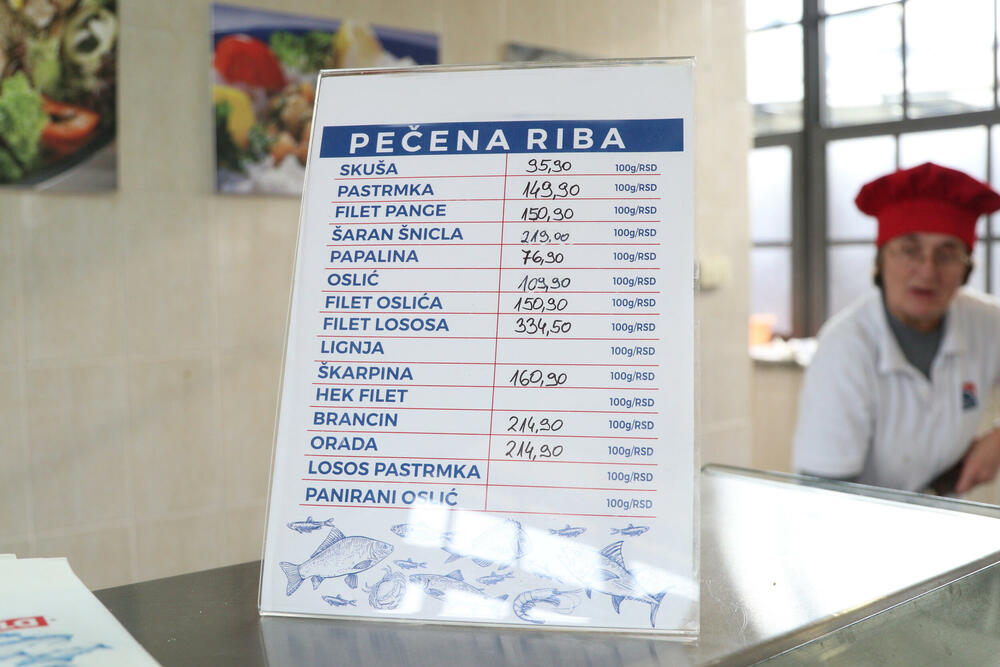 PEČENA RIBA
SKUŠA 95,90 100g/RSD
PASTRMKA 149,90 100g/RSD
FILET PANGE 150,90 100g/RSD
ŠARAN ŠNICLA 219,00 100g/RSD
PAPALINA 76,90 100g/RSD
OSLIĆ 109,90 100g/RSD
FILET OSLIĆA 150,90 100g/RSD
FILET LOSOSA 334,50 100g/RSD
LIGNJA 100g/RSD
ŠKARPINA 160,90 100g/RSD
HEK FILET 100g/RSD
BRANCIN 214,90 100g/RSD
ORADA 214,90 100g/RSD
LOSOS PASTRMKA 100g/RSD
PANIRANI OSLIĆ 100g/RSD